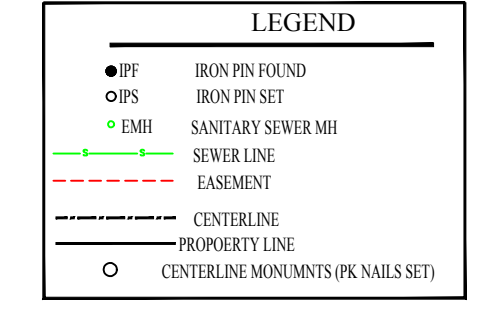 LEGEND
IPF IRON PIN FOUND
IPS IRON PIN SET
EMH SANITARY SEWER MH
S S SEWER LINE
EASEMENT
CENTERLINE
PROPOERTY LINE
CENTERLINE MONUMNTS (PK NAILS SET)